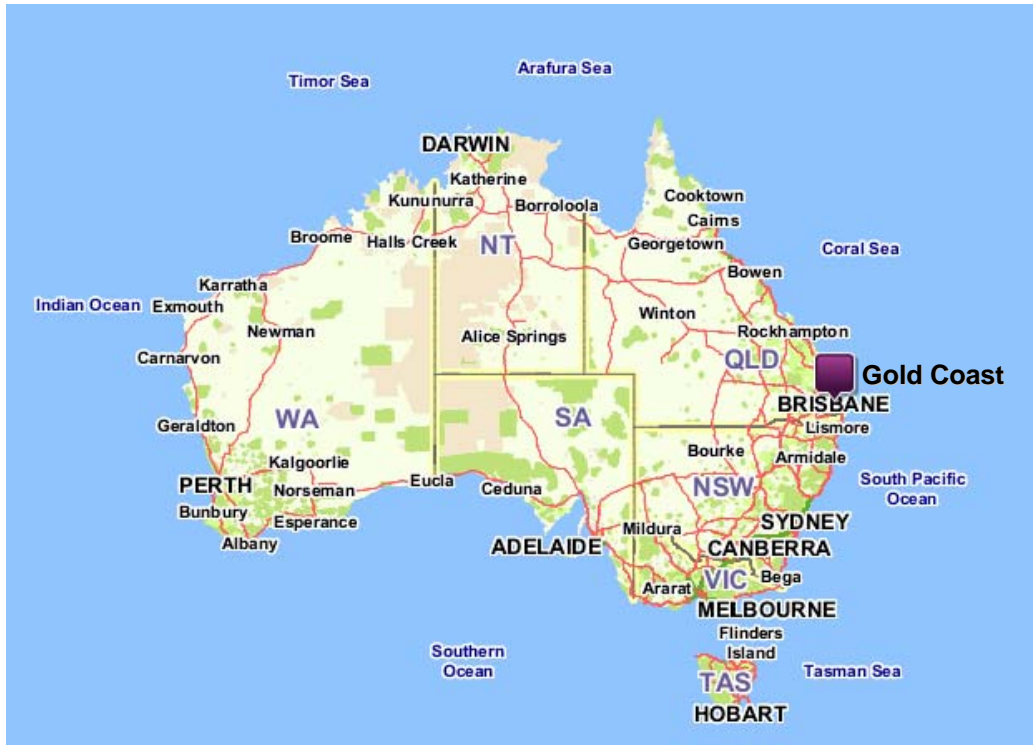 Arafura Sea
Timor Sea
DARWIN
Katherine
Kununurra
Borroloola
Cooktown
Cairns
Broome
Halls Creek
NT
Georgetown
Coral Sea
Bowen
Karratha
Indian Ocean
Exmouth
Newman
Winton
Rockhampton
Alice Springs
Carnarvon
QLD
Gold Coast
BRISBANE
WA
SA
Geraldton
Lismore
Bourke
Armidale
Kalgoorlie
PERTH
Norseman
Eucla
Ceduna
NSW
South Pacific
Ocean
Bunbury
Esperance
Mildura
SYDNEY
Albany
ADELAIDE
CANBERRA
Ararat
VIC
Bega
MELBOURNE
Flinders
Island
Southern
Ocean
Tasman Sea
TAS
HOBART